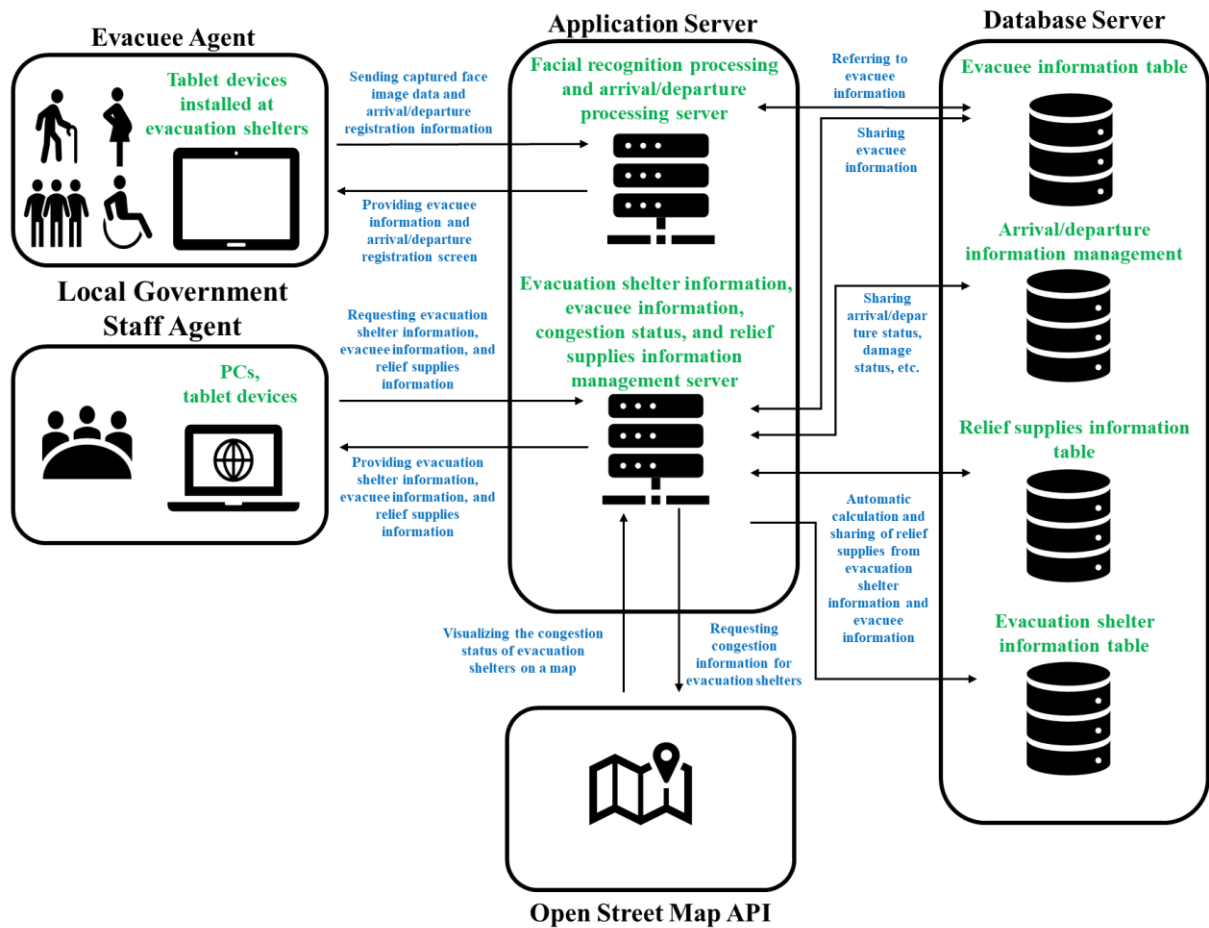 Evacuee Agent
Tablet devices
installed at
evacuation shelters
Sending captured face
image data and
arrival/departure
registration information
Providing evacuee
information and
arrival/departure
registration screen
Local Government
Staff Agent
PCs,
tablet devices
Requesting evacuation
shelter information,
evacuee information, and
relief supplies
information
Providing evacuation
shelter information,
evacuee information, and
relief supplies
information
Application Server
Facial recognition processing
and arrival/departure
processing server
Evacuation shelter information,
evacuee information,
congestion status, and relief
supplies information
management server
Visualizing the congestion
status of evacuation
shelters on a map
Requesting
congestion
information for
evacuation shelters
Open Street Map API
Referring to
evacuee
information
Sharing
evacuee
information
Sharing
arrival/depar
ture status,
damage
status, etc.
Automatic
calculation and
sharing of relief
supplies from
evacuation
shelter
information and
evacuee
information
Database Server
Evacuee information table
Arrival/departure
information management
Relief supplies information
table
Evacuation shelter
information table